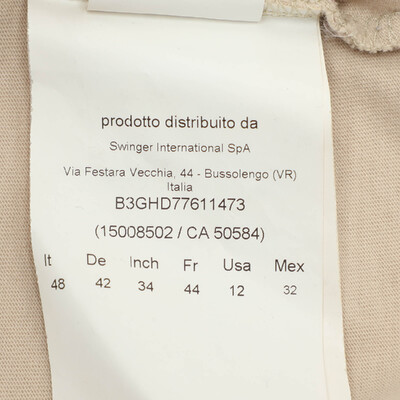 prodotto distribuito da
Swinger International SpA
Via Festara Vecchia, 44 - Bussolengo (VR)
Italia
B3GHD77611473
(15008502 / CA 50584)
It De Inch Fr Usa Mex
48 42 34 44 12 32